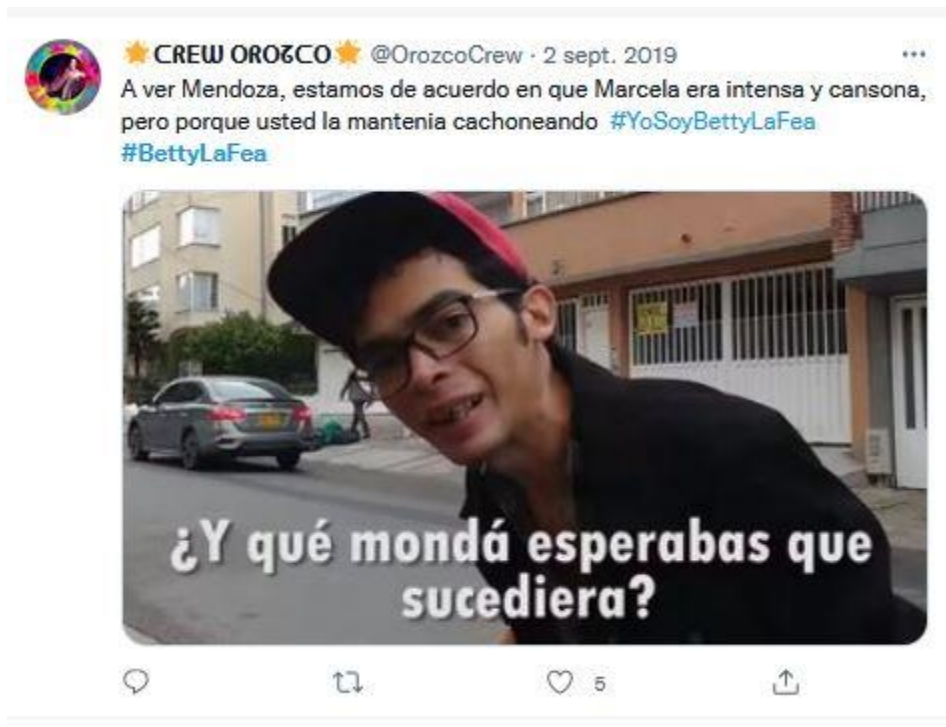 CREW OROZCO @OrozcoCrew · 2 sept. 2019
A ver Mendoza, estamos de acuerdo en que Marcela era intensa y cansona,
pero porque usted la mantenia cachoneando #YoSoyBettyLaFea
#BettyLaFea
¿Y qué mondá esperabas que
sucediera?
5